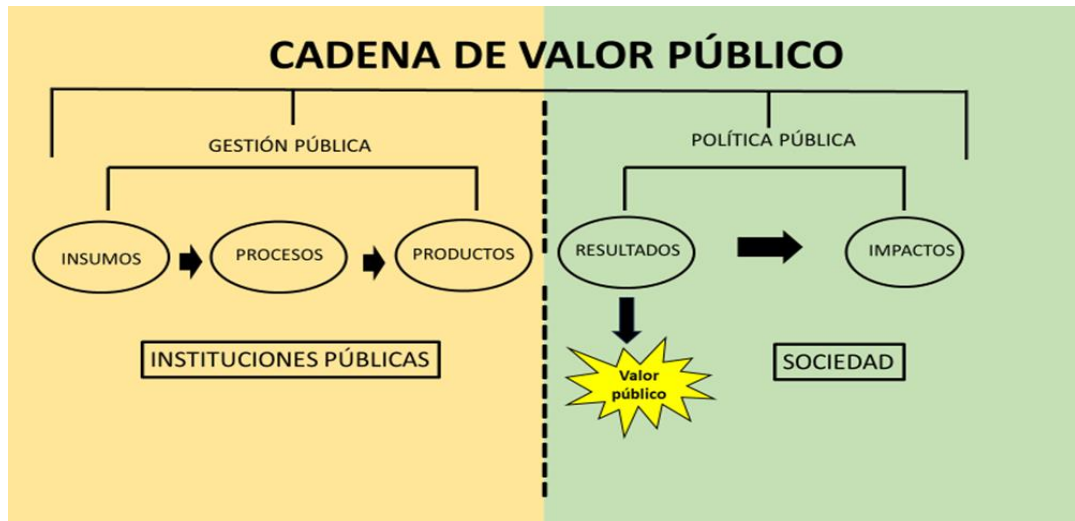 CADENA DE VALOR PÚBLICO
GESTIÓN PÚBLICA
POLÍTICA PÚBLICA
INSUMOS
PROCESOS
PRODUCTOS
RESULTADOS
IMPACTOS
INSTITUCIONES PÚBLICAS
Valor
público
SOCIEDAD